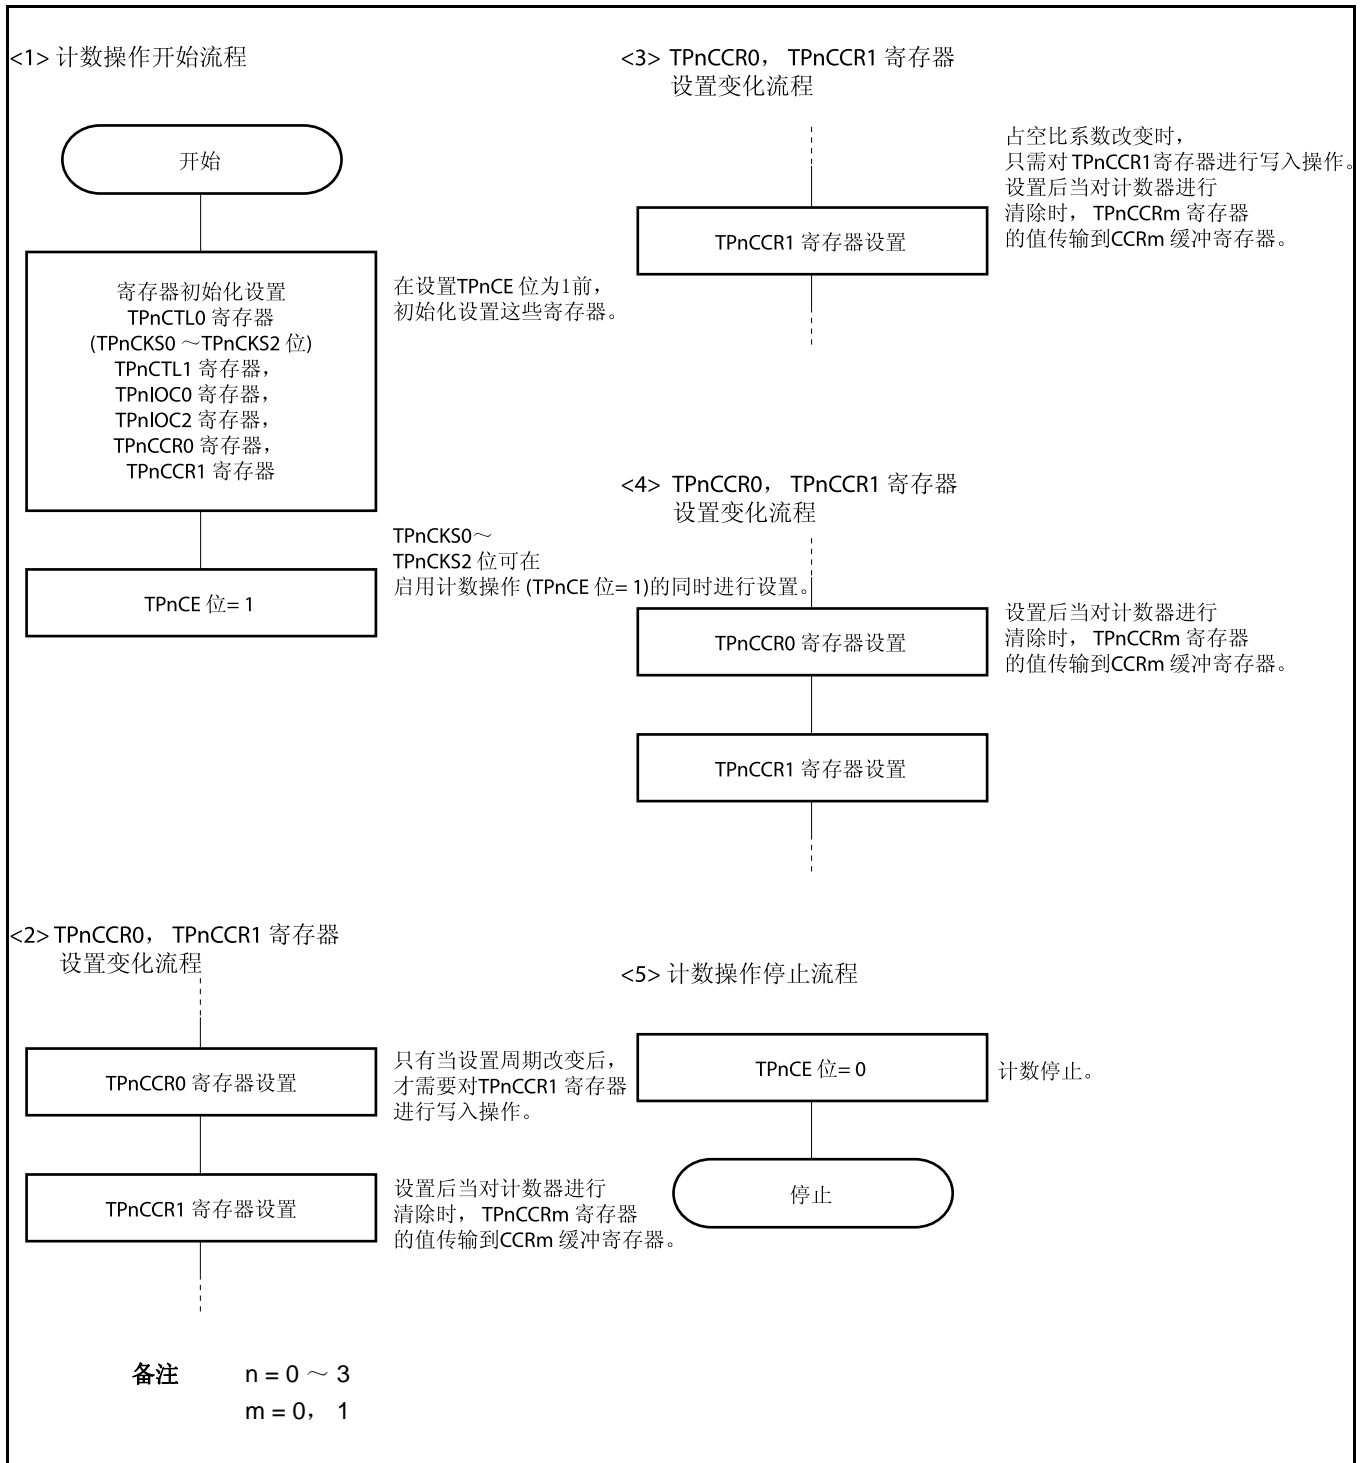 <1> 计数操作开始流程
开始
寄存器初始化设置
TPnCTL0 寄存器
(TPnCKS0 ～TPnCKS2 位)
TPnCTL1 寄存器，
TPnIOC0 寄存器，
TPnIOC2 寄存器，
TPnCCR0 寄存器，
TPnCCR1 寄存器
在设置TPnCE 位为1前，
初始化设置这些寄存器。
TPnCE 位= 1
TPnCKS0～
TPnCKS2 位可在
启用计数操作 (TPnCE 位= 1)的同时进行设置。
<2> TPnCCR0， TPnCCR1 寄存器
设置变化流程
TPnCCR0 寄存器设置
只有当设置周期改变后，
才需要对TPnCCR1 寄存器
进行写入操作。
TPnCCR1 寄存器设置
设置后当对计数器进行
清除时， TPnCCRm 寄存器
的值传输到CCRm 缓冲寄存器。
<3> TPnCCR0， TPnCCR1 寄存器
设置变化流程
占空比系数改变时，
只需对 TPnCCR1寄存器进行写入操作。
设置后当对计数器进行
清除时， TPnCCRm 寄存器
的值传输到CCRm 缓冲寄存器。
TPnCCR1 寄存器设置
<4> TPnCCR0， TPnCCR1 寄存器
设置变化流程
TPnCCR0 寄存器设置
设置后当对计数器进行
清除时， TPnCCRm 寄存器
的值传输到CCRm 缓冲寄存器。
TPnCCR1 寄存器设置
<5> 计数操作停止流程
TPnCE 位= 0
计数停止。
停止
备注 n = 0 ～ 3
m = 0， 1